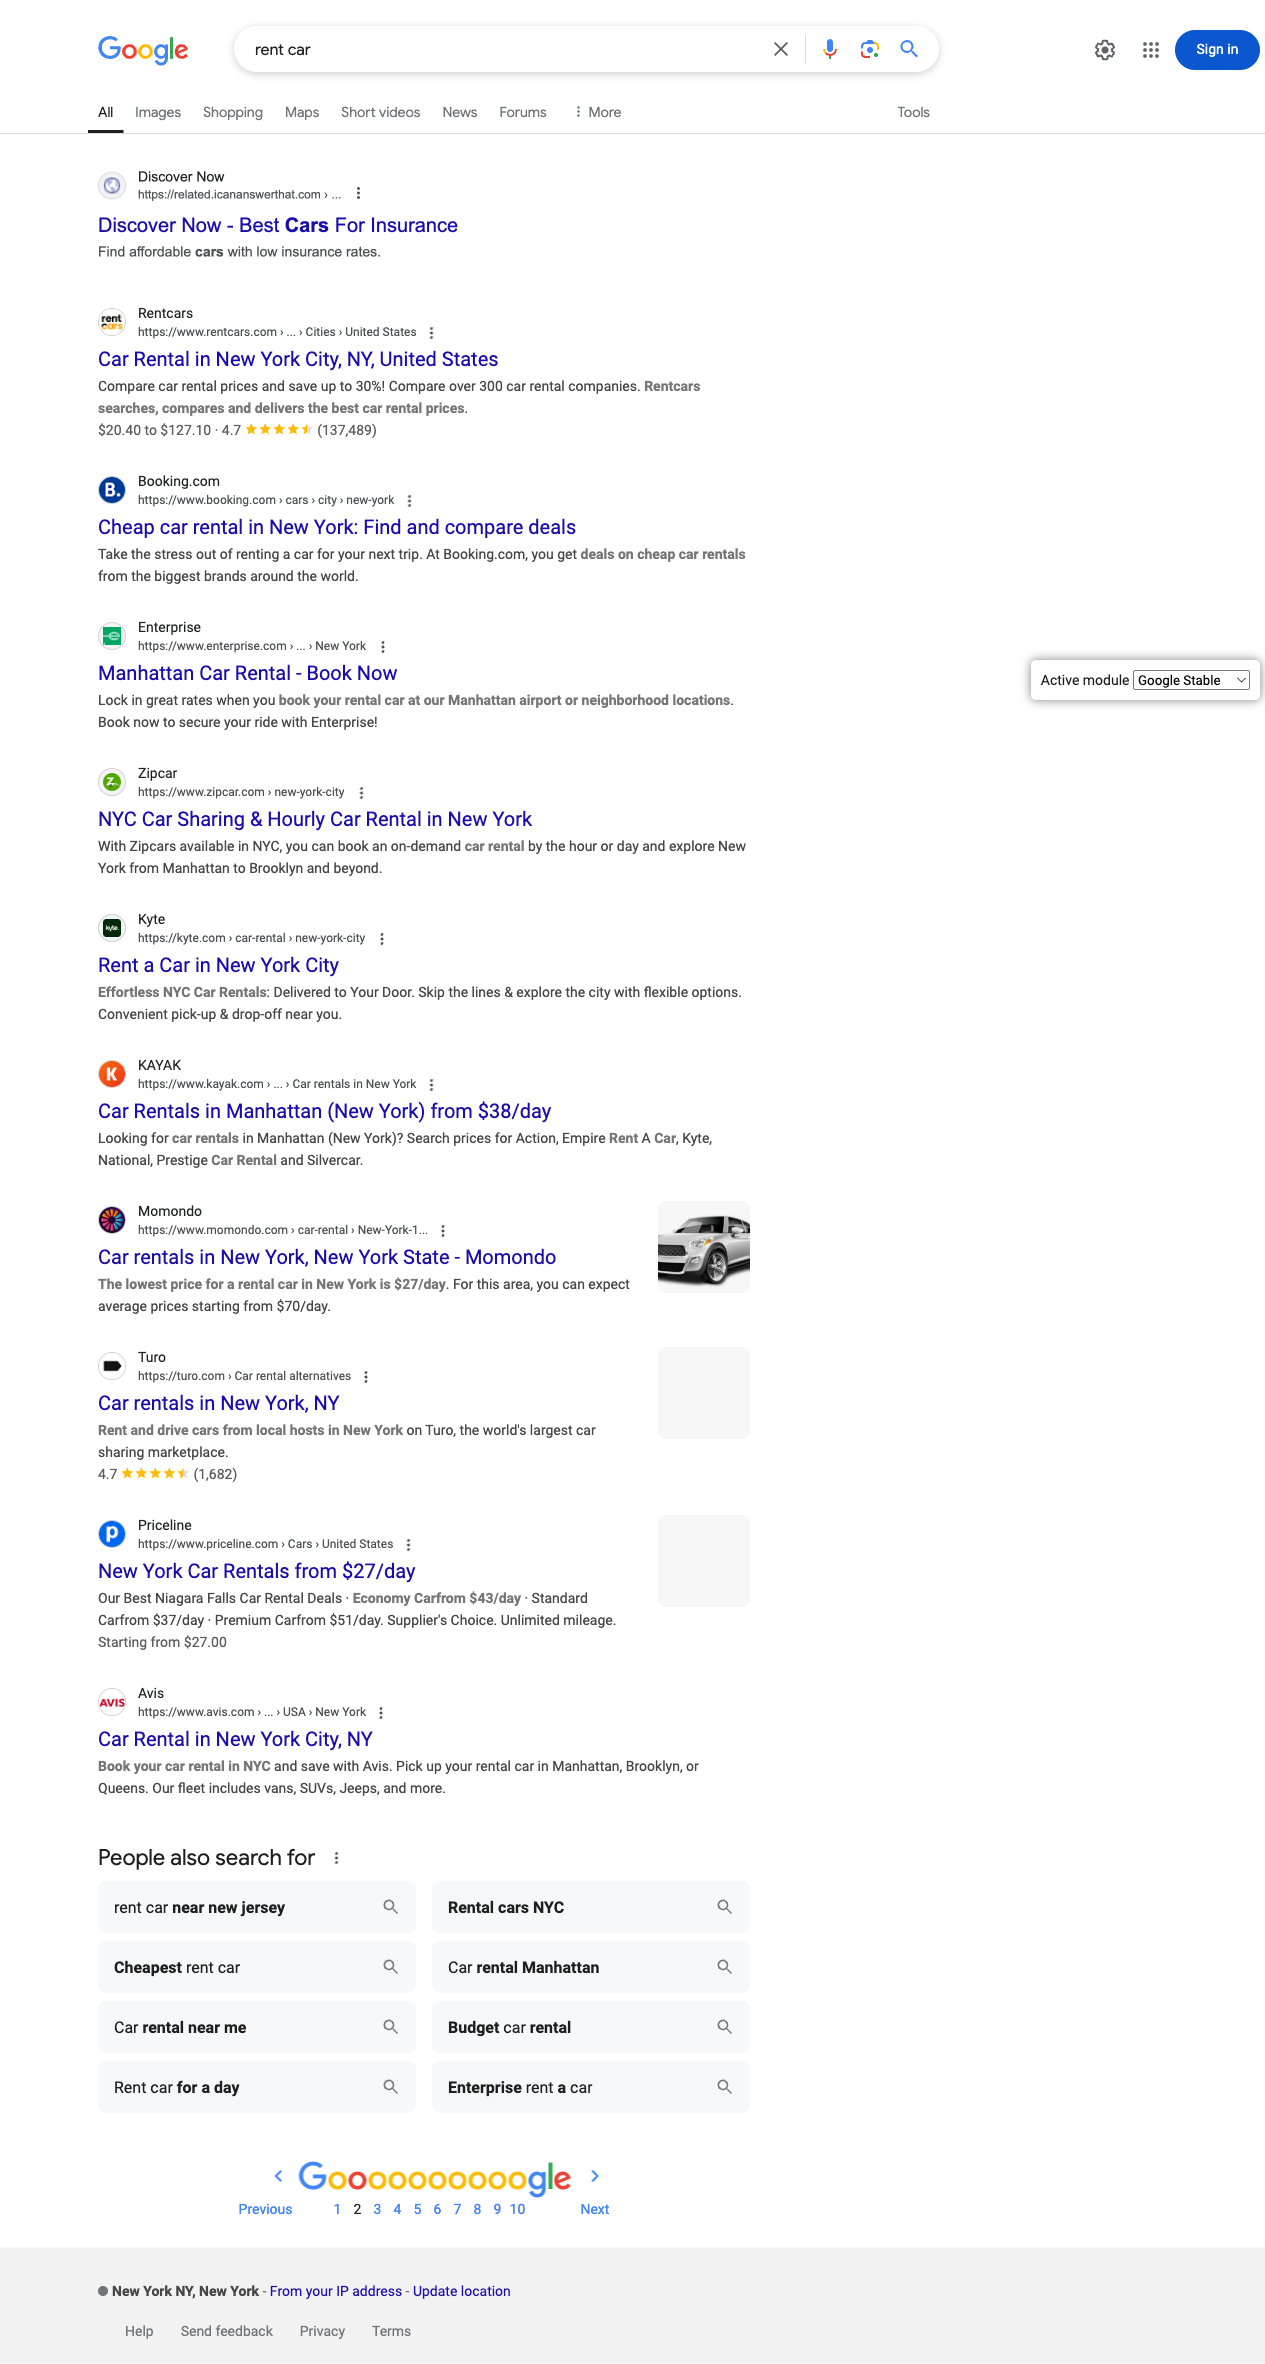 Google
rent car
Sign in
All Images Shopping Maps Short videos News Forums More Tools
Discover Now
https://related.icananswerthat.com › ...
Discover Now - Best Cars For Insurance
Find affordable cars with low insurance rates.
rent cars
Rentcars
https://www.rentcars.com › ... › Cities › United States
Car Rental in New York City, NY, United States
Compare car rental prices and save up to 30%! Compare over 300 car rental companies. Rentcars
searches, compares and delivers the best car rental prices.
$20.40 to $127.10 · 4.7 (137,489)
B.
Booking.com
https://www.booking.com › cars › city › new-york
Cheap car rental in New York: Find and compare deals
Take the stress out of renting a car for your next trip. At Booking.com, you get deals on cheap car rentals
from the biggest brands around the world.
Enterprise
https://www.enterprise.com › ... › New York
Manhattan Car Rental - Book Now
Active module Google Stable
Lock in great rates when you book your rental car at our Manhattan airport or neighborhood locations.
Book now to secure your ride with Enterprise!
Z
Zipcar
https://www.zipcar.com › new-york-city
NYC Car Sharing & Hourly Car Rental in New York
With Zipcars available in NYC, you can book an on-demand car rental by the hour or day and explore New
York from Manhattan to Brooklyn and beyond.
kyte.
Kyte
https://kyte.com › car-rental › new-york-city
Rent a Car in New York City
Effortless NYC Car Rentals: Delivered to Your Door. Skip the lines & explore the city with flexible options.
Convenient pick-up & drop-off near you.
K
KAYAK
https://www.kayak.com › ... › Car rentals in New York
Car Rentals in Manhattan (New York) from $38/day
Looking for car rentals in Manhattan (New York)? Search prices for Action, Empire Rent A Car, Kyte,
National, Prestige Car Rental and Silvercar.
Momondo
https://www.momondo.com › car-rental › New-York-1...
Car rentals in New York, New York State - Momondo
The lowest price for a rental car in New York is $27/day. For this area, you can expect
average prices starting from $70/day.
Turo
https://turo.com › Car rental alternatives
Car rentals in New York, NY
Rent and drive cars from local hosts in New York on Turo, the world's largest car
sharing marketplace.
4.7 (1,682)
p
Priceline
https://www.priceline.com › Cars › United States
New York Car Rentals from $27/day
Our Best Niagara Falls Car Rental Deals · Economy Carfrom $43/day · Standard
Carfrom $37/day · Premium Carfrom $51/day. Supplier's Choice. Unlimited mileage.
Starting from $27.00
AVIS
Avis
https://www.avis.com › ... › USA › New York
Car Rental in New York City, NY
Book your car rental in NYC and save with Avis. Pick up your rental car in Manhattan, Brooklyn, or
Queens. Our fleet includes vans, SUVs, Jeeps, and more.
People also search for
rent car near new jersey
Rental cars NYC
Cheapest rent car
Car rental Manhattan
Car rental near me
Budget car rental
Rent car for a day
Enterprise rent a car
Goooooooooogle
Previous 1 2 3 4 5 6 7 8 9 10 Next
New York NY, New York - From your IP address - Update location
Help Send feedback Privacy Terms